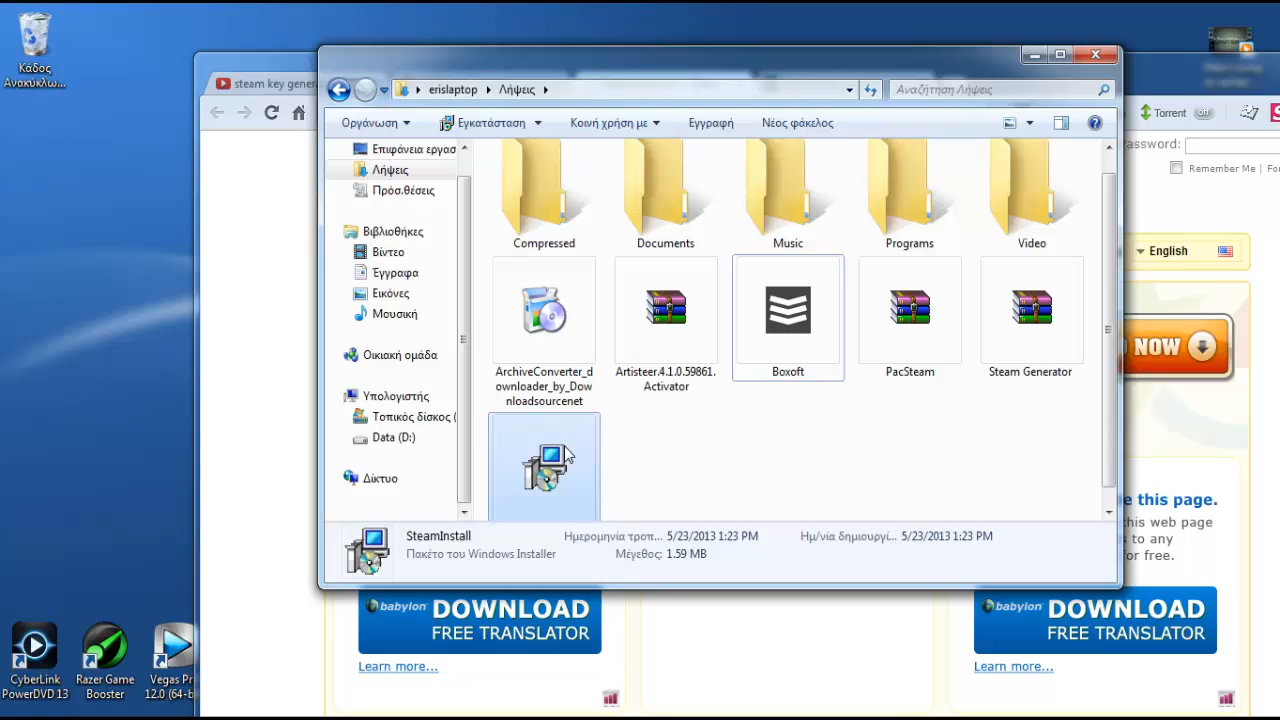 Κάδος
Ανακύκλω...
steam key gener
erislaptop
Λήψεις
Αναζήτηση Λήψεις
Οργάνωση
Εγκατάσταση
Κοινή χρήση με
Εγγραφή
Νέος φάκελος
Torrent
Off
assword:
Remember Me
Fo
English
NOW
Επιφάνεια εργασ
Λήψεις
Πρόσ.θέσεις
Βιβλιοθήκες
Βίντεο
Έγγραφα
Εικόνες
Μουσική
Οικιακή ομάδα
Υπολογιστής
Τοπικός δίσκος (
Data (D:)
Δίκτυο
Compressed
Documents
Music
Programs
Video
ArchiveConverter_d
ownloader_by_Dow
nloadsourcenet
Artisteer.4.1.0.59861.
Activator
Boxoft
PacSteam
Steam Generator
SteamInstall
Ημερομηνία τροπ... 5/23/2013 1:23 PM
Ημ/νία δημιουργί... 5/23/2013 1:23 PM
Πακέτο του Windows Installer
Μέγεθος: 1.59 MB
e this page.
this web page
s to any
for free.
babylon DOWNLOAD
FREE TRANSLATOR
Learn more...
babylon DOWNLOAD
FREE TRANSLATOR
Learn more...
CyberLink
PowerDVD 13
Razer Game
Booster
Vegas Pr
12.0 (64-b